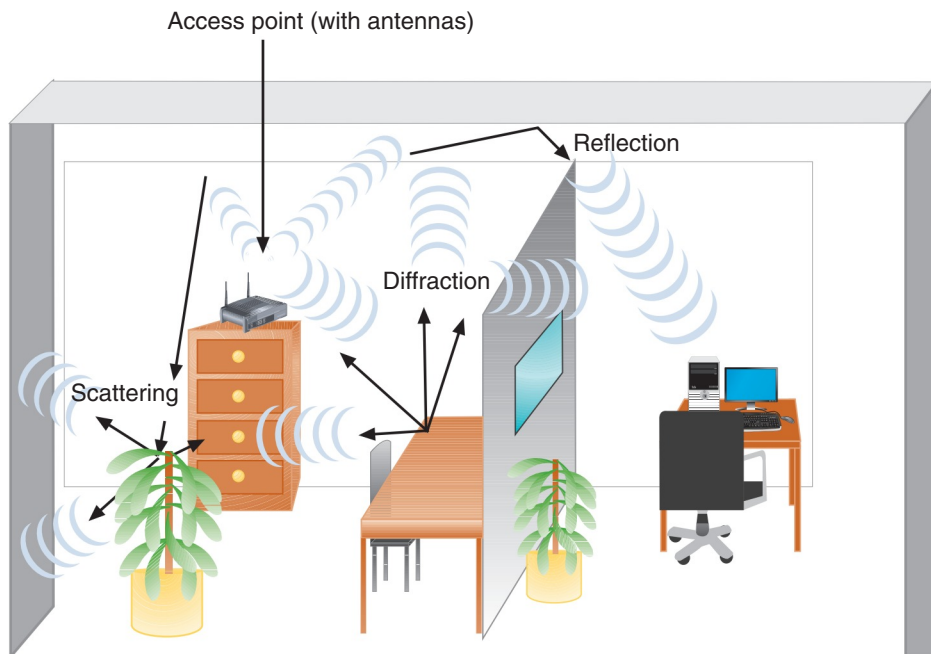 Access point (with antennas)
Reflection
Diffraction
Scattering